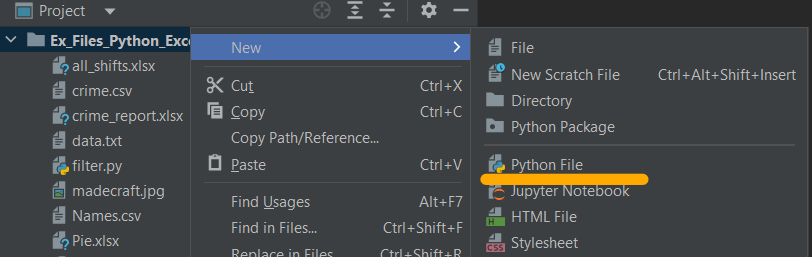 Project
Ex_Files_Python_Exce
all_shifts.xlsx
crime.csv
crime_report.xlsx
data.txt
filter.py
madecraft.jpg
Names.csv
Pie.xlsx
New
Cut Ctrl+X
Copy Ctrl+C
Copy Path/Reference...
Paste Ctrl+V
Find Usages Alt+F7
Find in Files... Ctrl+Shift+F
Replace in Files Ctrl+Shift+R
File
New Scratch File Ctrl+Alt+Shift+Insert
Directory
Python Package
Python File
Jupyter Notebook
HTML File
Stylesheet